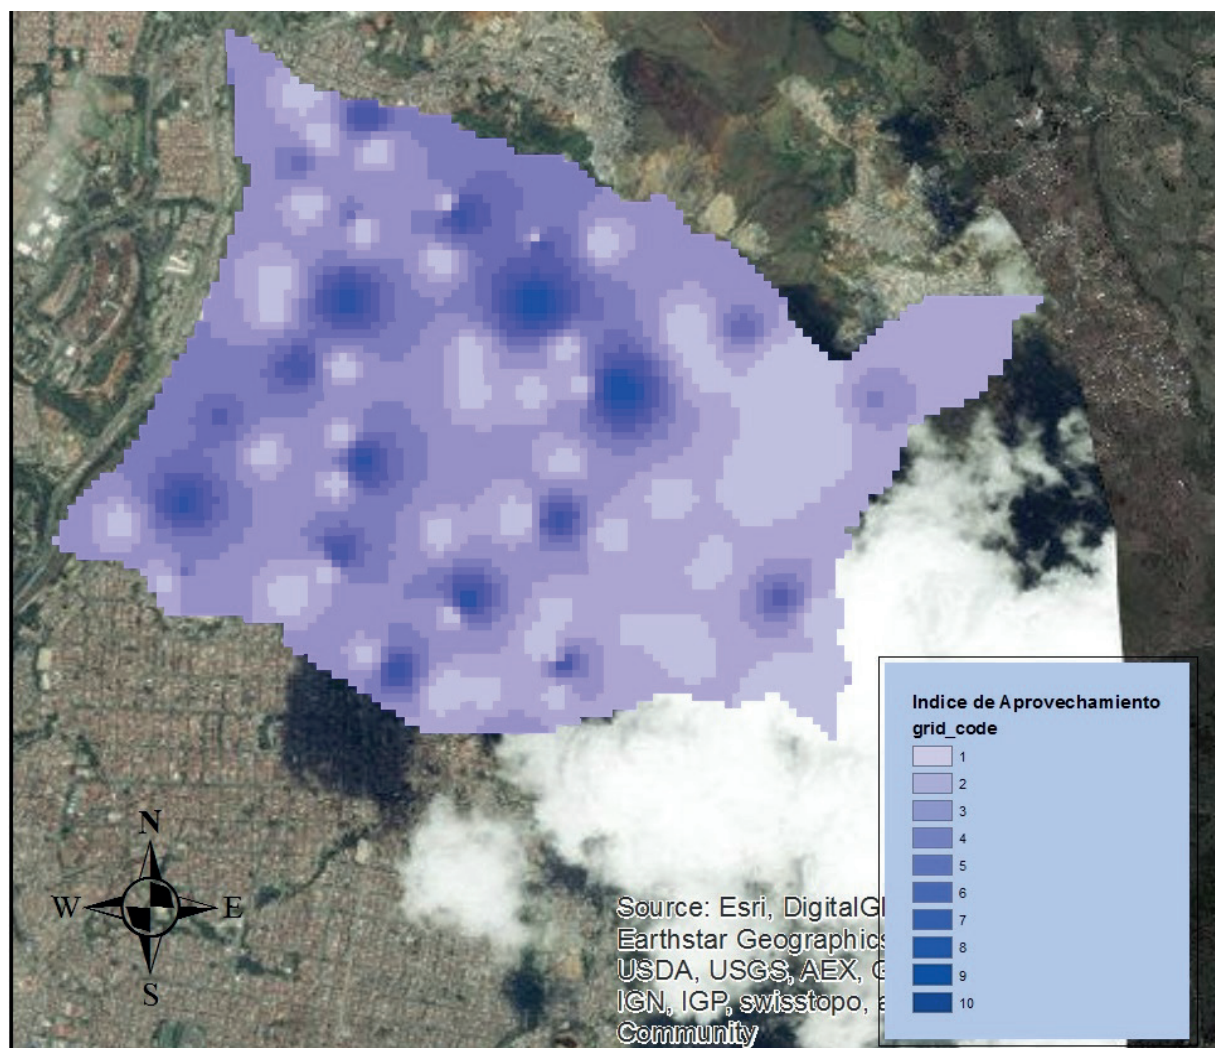 Indice de Aprovechamiento
grid_code
1
2
3
4
5
6
7
8
9
10
N
W E
S
Source: Esri, DigitalGl
Earthstar Geographics
USDA, USGS, AEX, G
IGN, IGP, swisstopo, a
Community